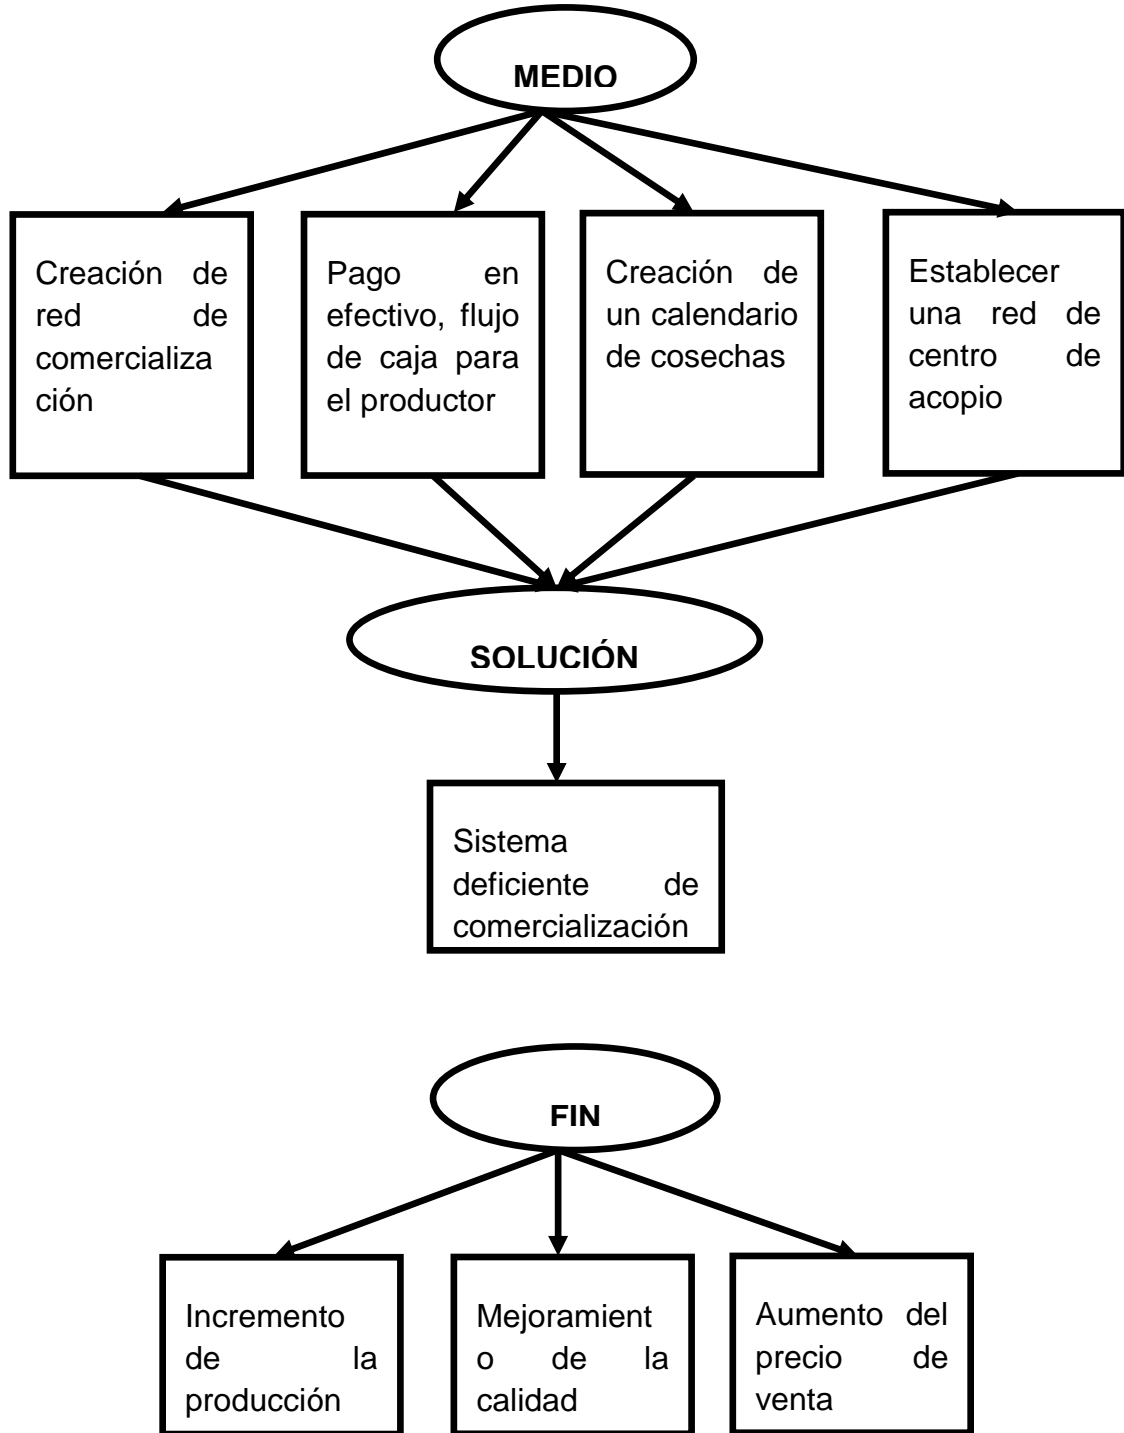 MEDIO
Creación de
red de
comercializa
ción
Pago en
efectivo, flujo
de caja para
el productor
Creación de
un calendario
de cosechas
Establecer
una red de
centro de
acopio
SOLUCIÓN
Sistema
deficiente de
comercialización
FIN
Incremento
de la
producción
Mejoramient
o de la
calidad
Aumento del
precio de
venta